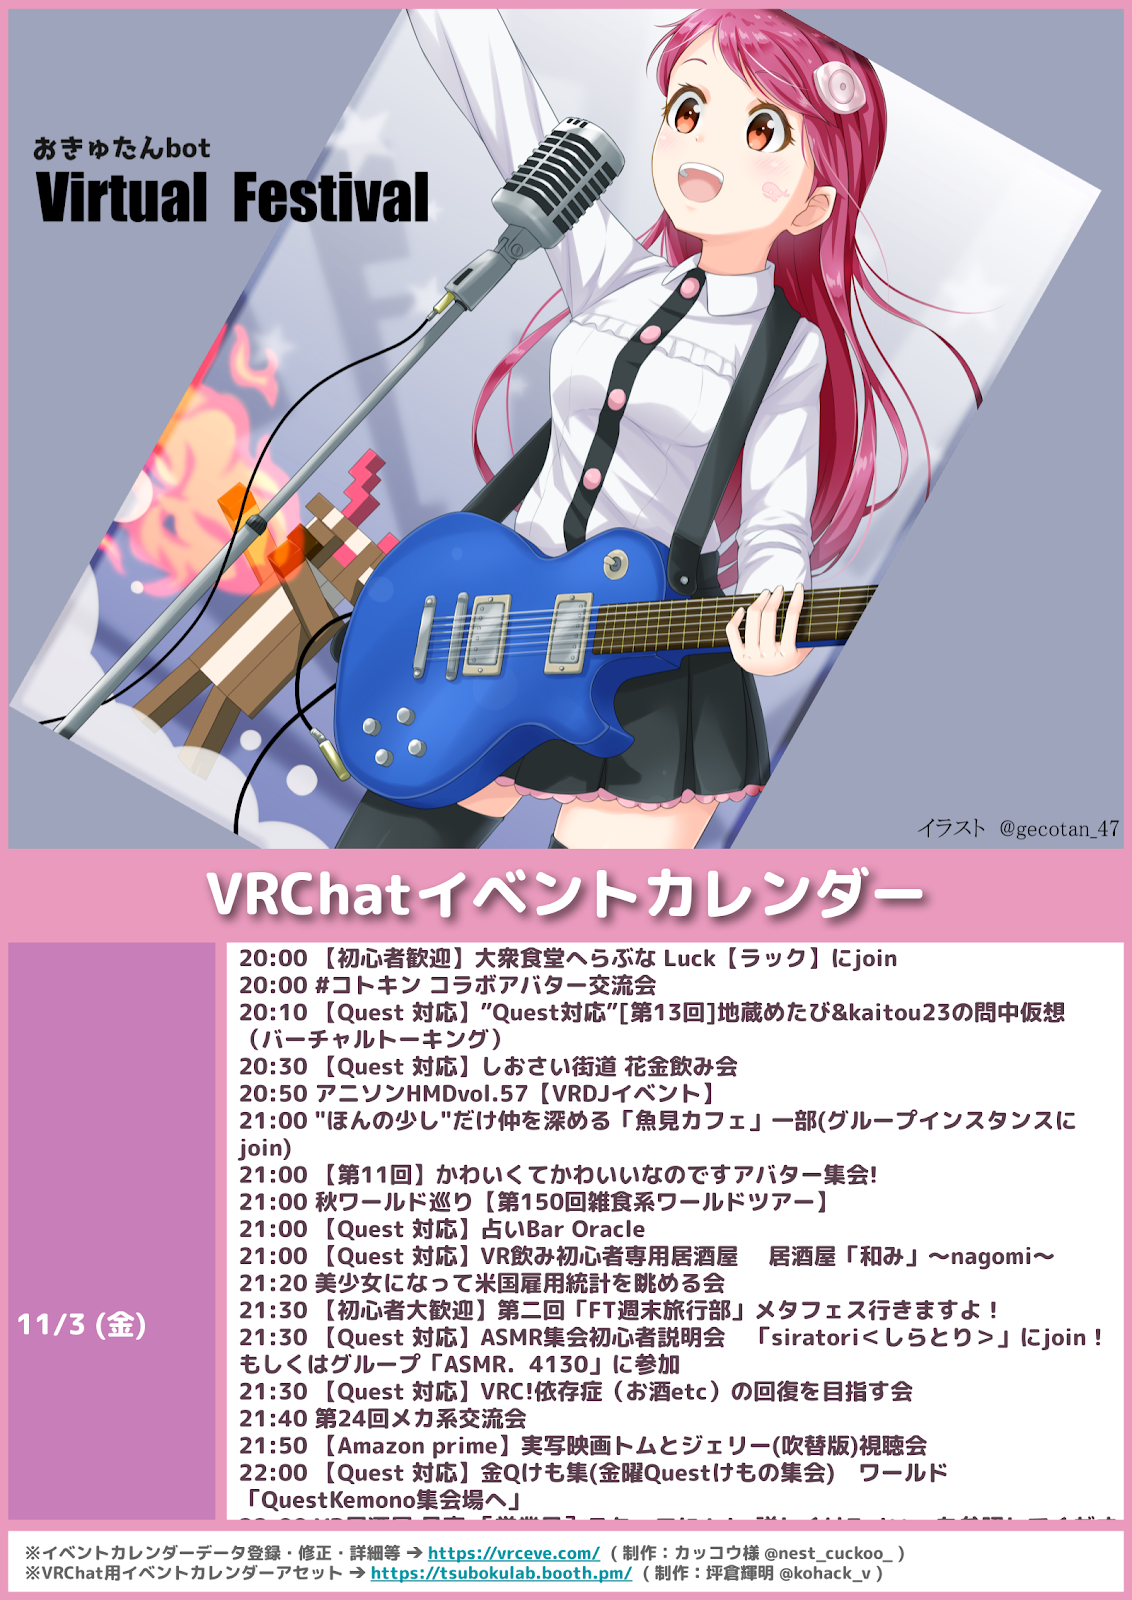 おきゅたんbot
Virtual Festival
イラスト @gecotan_47
VRChatイベントカレンダー
11/3 (金)
20:00 【初心者歓迎】大衆食堂へらぶな Luck【ラック】にjoin
20:00 #コトキン コラボアバター交流会
20:10 【Quest 対応】”Quest対応”[第13回]地蔵めたび&kaitou23の問中仮想
（バーチャルトーキング）
20:30 【Quest 対応】しおさい街道 花金飲み会
20:50 アニソンHMDvol.57【VRDJイベント】
21:00 "ほんの少し"だけ仲を深める「魚見カフェ」一部(グループインスタンスに
join)
21:00 【第11回】かわいくてかわいいなのですアバター集会!
21:00 秋ワールド巡り【第150回雑食系ワールドツアー】
21:00 【Quest 対応】占いBar Oracle
21:00 【Quest 対応】VR飲み初心者専用居酒屋　居酒屋「和み」～nagomi～
21:20 美少女になって米国雇用統計を眺める会
21:30 【初心者大歓迎】第二回「FT週末旅行部」メタフェス行きますよ！
21:30 【Quest 対応】ASMR集会初心者説明会　「siratori＜しらとり＞」にjoin！
もしくはグループ「ASMR．4130」に参加
21:30 【Quest 対応】VRC!依存症（お酒etc）の回復を目指す会
21:40 第24回メカ系交流会
21:50 【Amazon prime】実写映画トムとジェリー(吹替版)視聴会
22:00 【Quest 対応】金Qけも集(金曜Questけもの集会)　ワールド
「QuestKemono集会場へ」
※イベントカレンダーデータ登録・修正・詳細等 ➔ https://vrceve.com/ ( 制作：カッコウ様 @nest_cuckoo_ )
※VRChat用イベントカレンダーアセット ➔ https://tsubokulab.booth.pm/ ( 制作：坪倉輝明 @kohack_v )